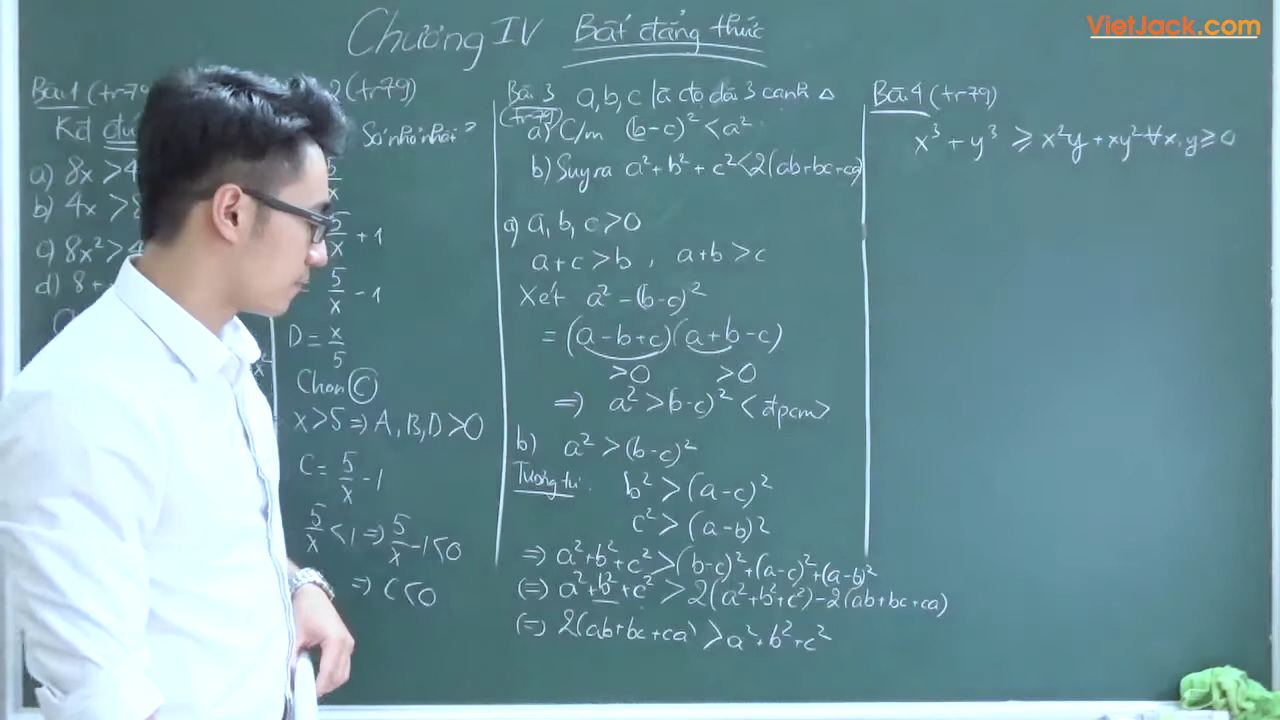 VietJack.com
Chương IV Bất đẳng thức
Bài 1 (tr79
Kđ đú
a) 8x > 4
b) 4x > 8
c) 8x² > 4
d) 8 +
2 (tr79)
Số nhỏ nhất?
5/x
5/x + 1
5/x - 1
D = x/5
Chọn Ⓒ
x > 5 => A, B, D > 0
C = 5/x - 1
5/x < 1 => 5/x - 1 < 0
=> C < 0
Bài 3 (tr79) a, b, c là độ dài 3 cạnh △
a) C/m (b-c)² < a²
b) Suy ra a² + b² + c² < 2(ab+bc+ca)
a) a, b, c > 0
a + c > b , a + b > c
Xét a² - (b-c)²
= (a - b + c)(a + b - c)
>0 >0
=> a² > b-c)² <đpcm>
b) a² > (b-c)²
Tương tự b² > (a-c)²
c² > (a-b)2
=> a²+b²+c² > (b-c)²+(a-c)²+(a-b)²
(=) a²+b²+c² > 2(a²+b²+c²)-2(ab+bc+ca)
(=) 2(ab+bc+ca) > a²+b²+c²
Bài 4 (tr79)
x³ + y³ ≥ x²y + xy² ∀x, y ≥ 0